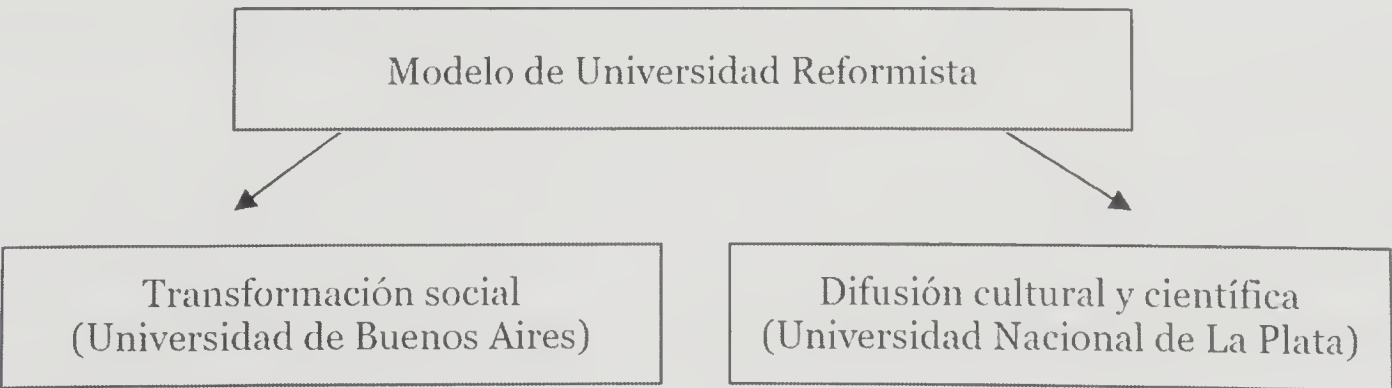 Modelo de Universidad Reformista
Transformación social
(Universidad de Buenos Aires)
Difusión cultural y científica
(Universidad Nacional de La Plata)